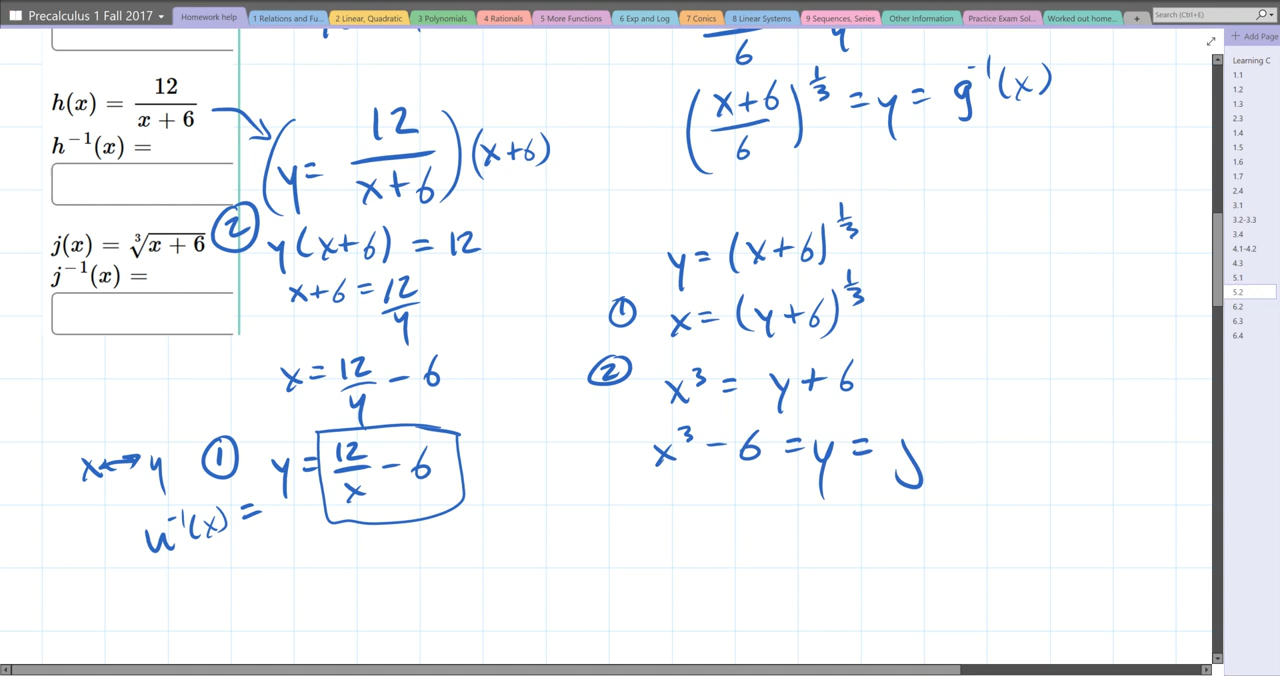 Precalculus 1 Fall 2017
Homework help
1 Relations and Fu...
2 Linear, Quadratic
3 Polynomials
4 Rationals
5 More Functions
6 Exp and Log
7 Conics
8 Linear Systems
9 Sequences, Series
Other Information
Practice Exam Sol...
Worked out home...
+
Search (Ctrl+E)
+ Add Page
Learning C
1.1
1.2
1.3
2.3
1.4
1.5
1.6
1.7
2.4
3.1
3.2-3.3
3.4
4.1-4.2
4.3
5.1
5.2
6.2
6.3
6.4
h(x) = 12/(x + 6)
h⁻¹(x) =
j(x) = ∛(x + 6)
j⁻¹(x) =
(y = 12/(x+6))(x+6)
② y(x+6) = 12
x+6 = 12/y
x = 12/y − 6
x ↔ y ① y = 12/x − 6
h⁻¹(x) =
6 y
((x+6)/6)^(1/3) = y = g⁻¹(x)
y = (x+6)^(1/3)
① x = (y+6)^(1/3)
② x³ = y + 6
x³ − 6 = y = j